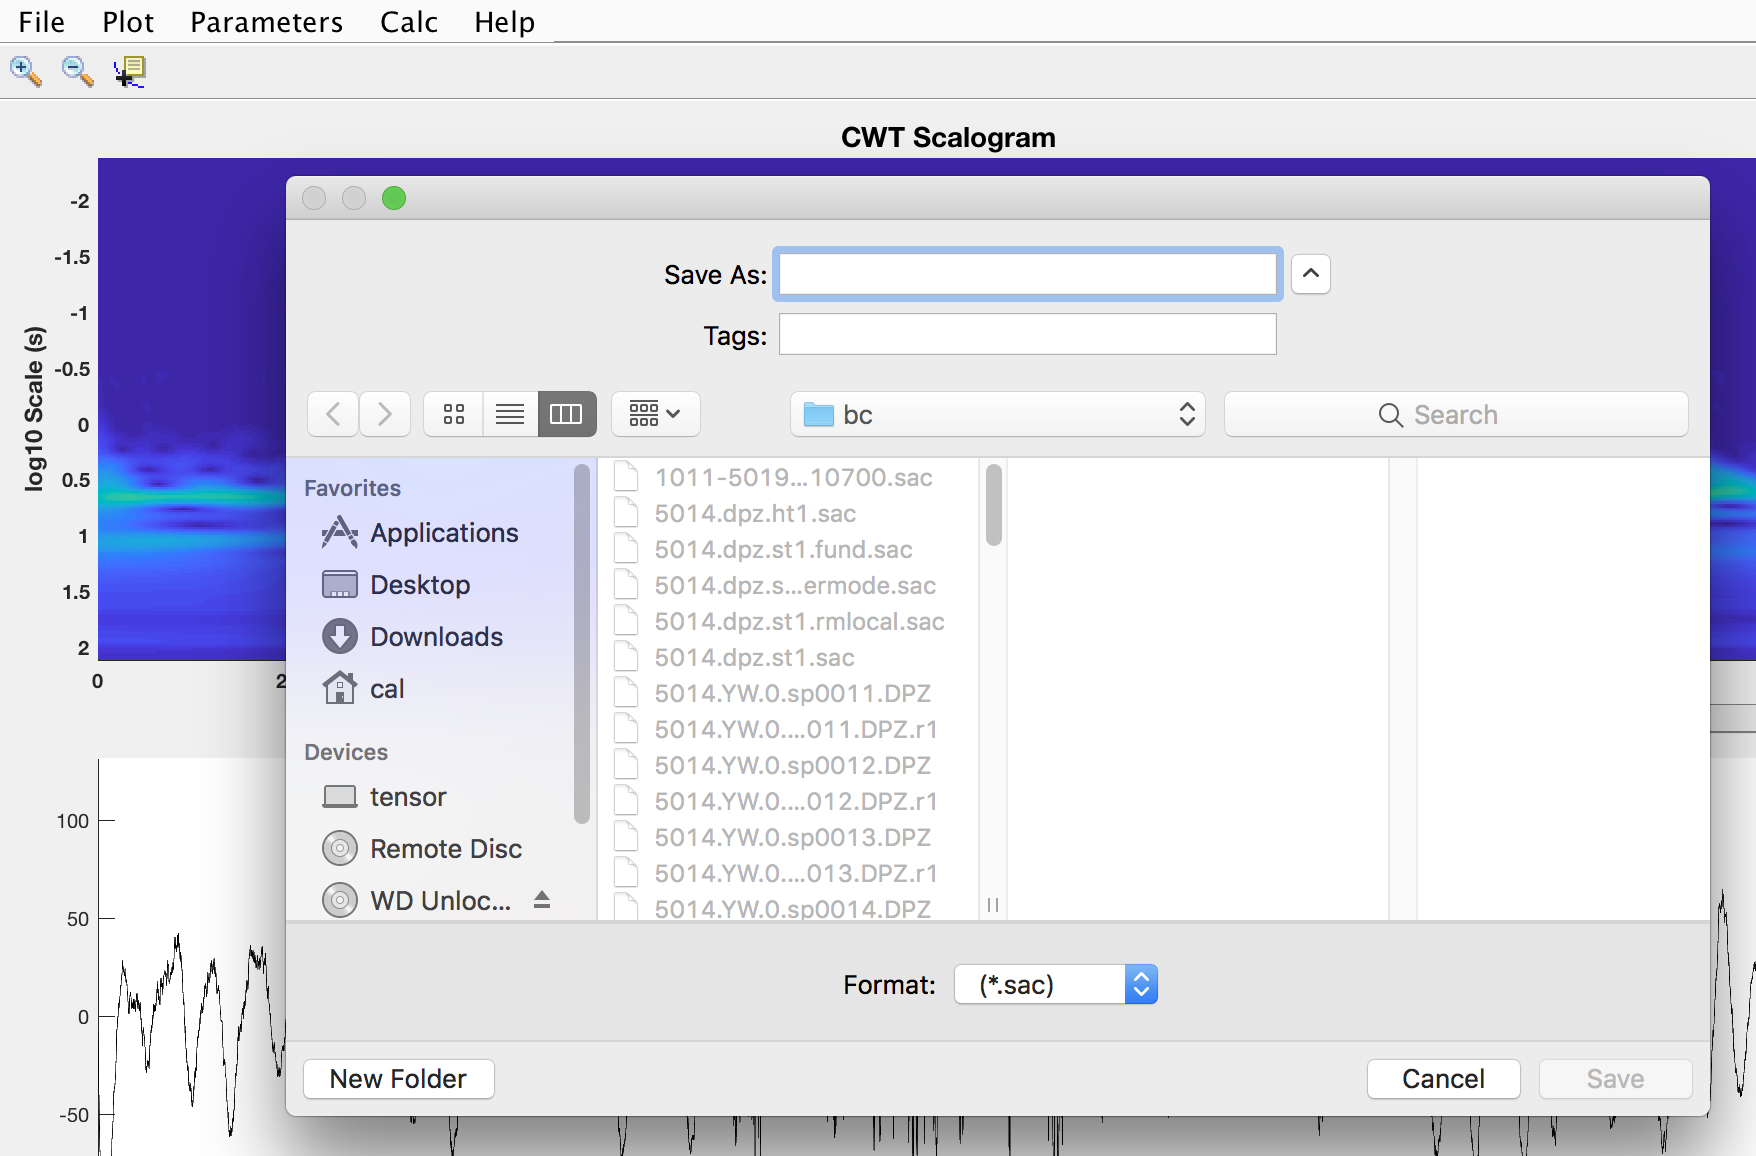 File Plot Parameters Calc Help
CWT Scalogram
-2
-1.5
-1
-0.5
0
0.5
1
1.5
2
log10 Scale (s)
0 2
100
50
0
-50
Save As:
Tags:
bc
Search
Favorites
Applications
Desktop
Downloads
cal
Devices
tensor
Remote Disc
WD Unloc...
1011-5019...10700.sac
5014.dpz.ht1.sac
5014.dpz.st1.fund.sac
5014.dpz.s...ermode.sac
5014.dpz.st1.rmlocal.sac
5014.dpz.st1.sac
5014.YW.0.sp0011.DPZ
5014.YW.0....011.DPZ.r1
5014.YW.0.sp0012.DPZ
5014.YW.0....012.DPZ.r1
5014.YW.0.sp0013.DPZ
5014.YW.0....013.DPZ.r1
5014.YW.0.sp0014.DPZ
Format: (*.sac)
New Folder
Cancel Save